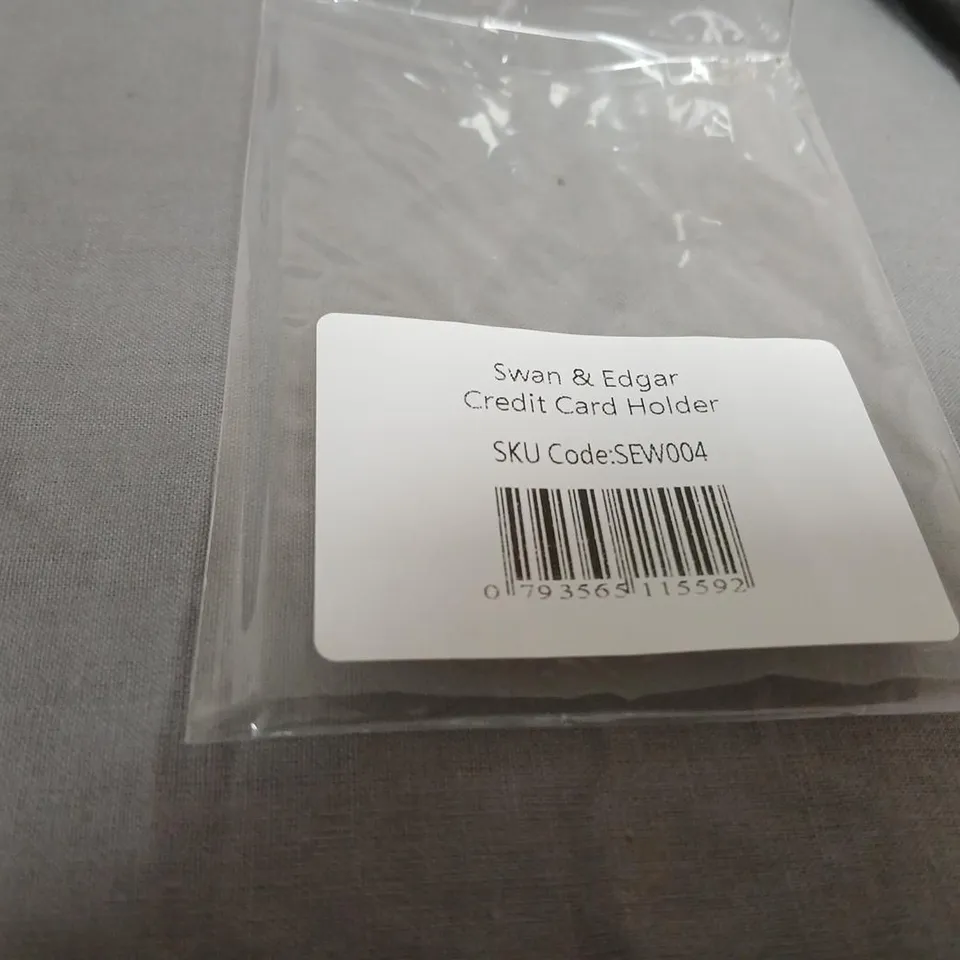 Swan & Edgar
Credit Card Holder
SKU Code:SEW004
0 793565 115592